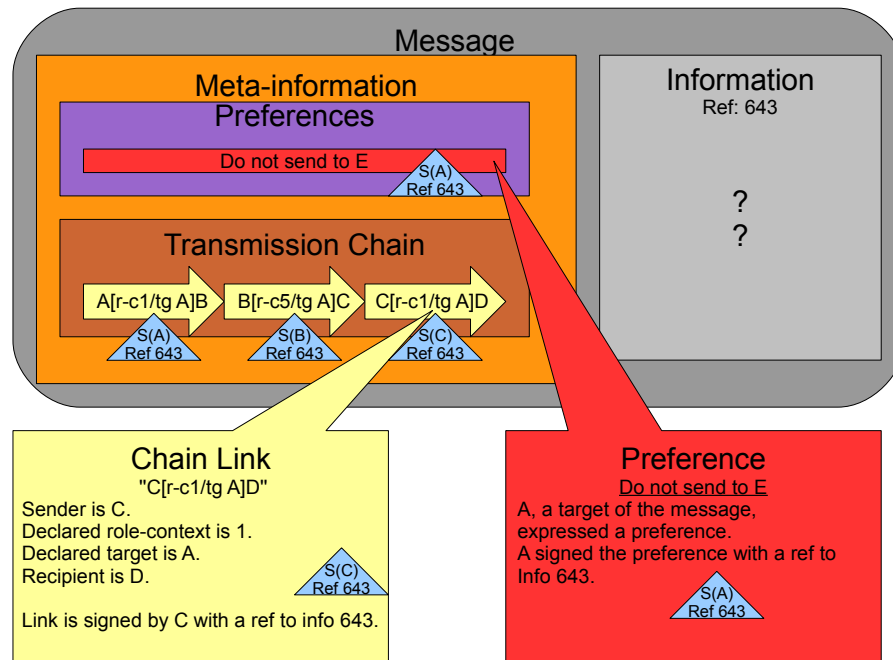 Message
Meta-information
Preferences
Do not send to E
S(A)
Ref 643
Transmission Chain
A[r-c1/tg A]B
B[r-c5/tg A]C
C[r-c1/tg A]D
S(A)
Ref 643
S(B)
Ref 643
S(C)
Ref 643
Information
Ref: 643
?
?
Chain Link
"C[r-c1/tg A]D"
Sender is C.
Declared role-context is 1.
Declared target is A.
Recipient is D.
S(C)
Ref 643
Link is signed by C with a ref to info 643.
Preference
Do not send to E
A, a target of the message,
expressed a preference.
A signed the preference with a ref to
Info 643.
S(A)
Ref 643